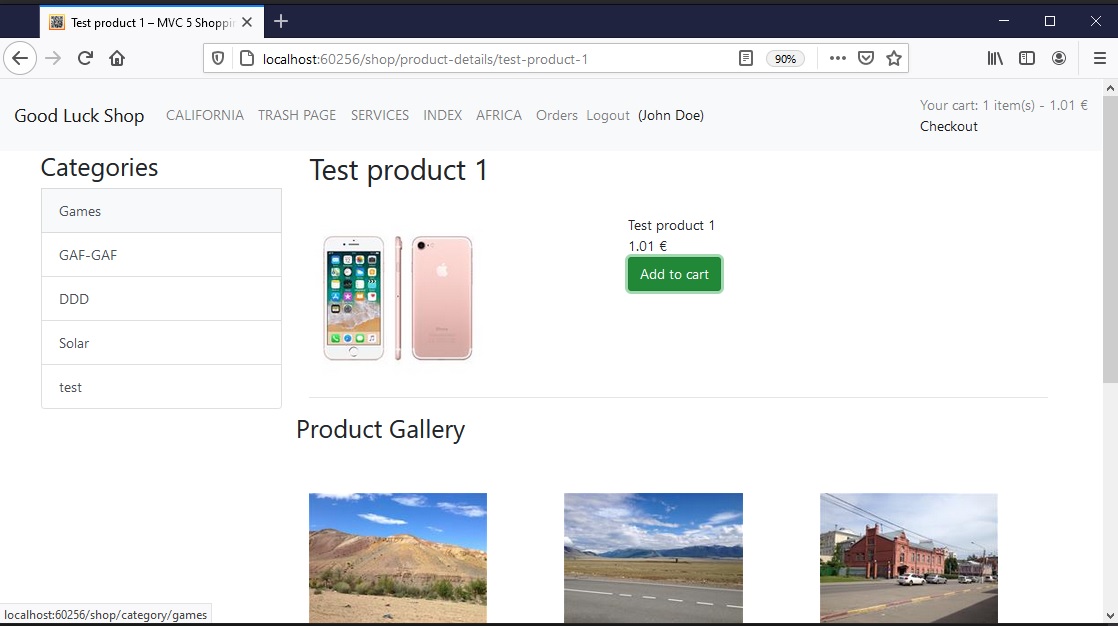 Test product 1 – MVC 5 Shoppin
localhost:60256/shop/product-details/test-product-1
90%
Good Luck Shop
CALIFORNIA
TRASH PAGE
SERVICES
INDEX
AFRICA
Orders
Logout
(John Doe)
Your cart: 1 item(s) - 1.01 €
Checkout
Categories
Games
GAF-GAF
DDD
Solar
test
Test product 1
Test product 1
1.01 €
Add to cart
Product Gallery
localhost:60256/shop/category/games